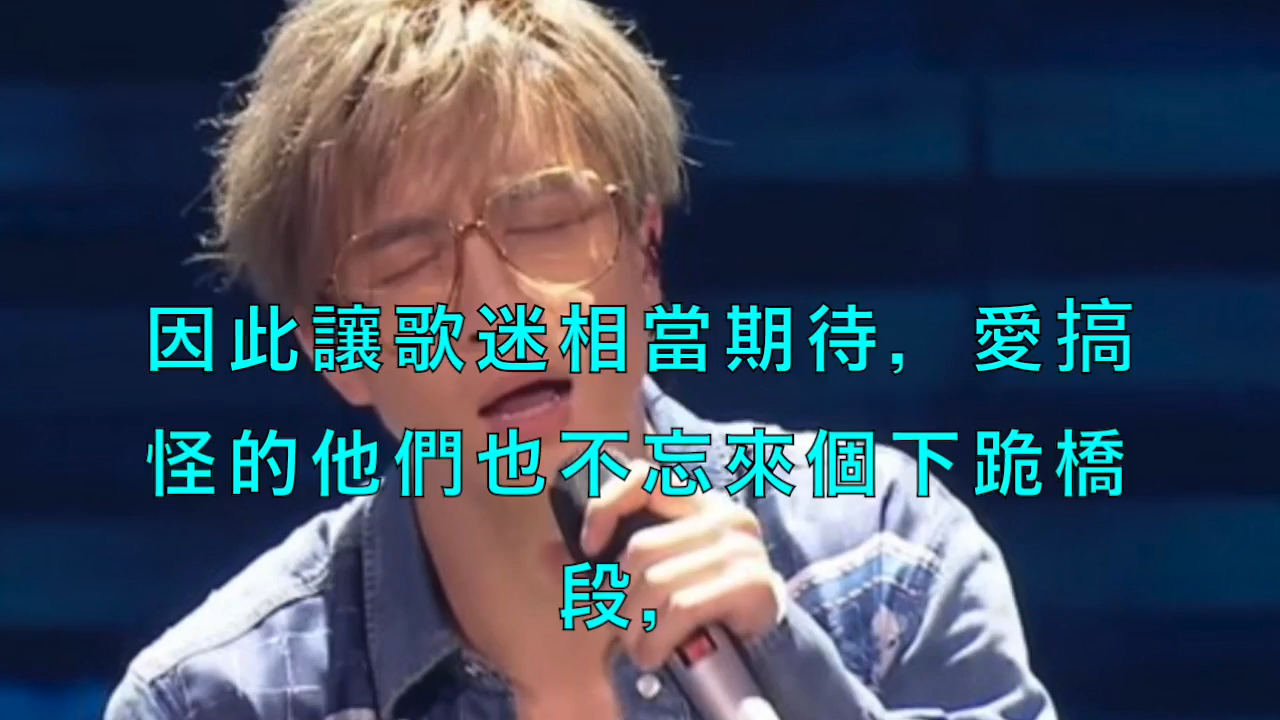 因此讓歌迷相當期待，愛搞
怪的他們也不忘來個下跪橋
段，